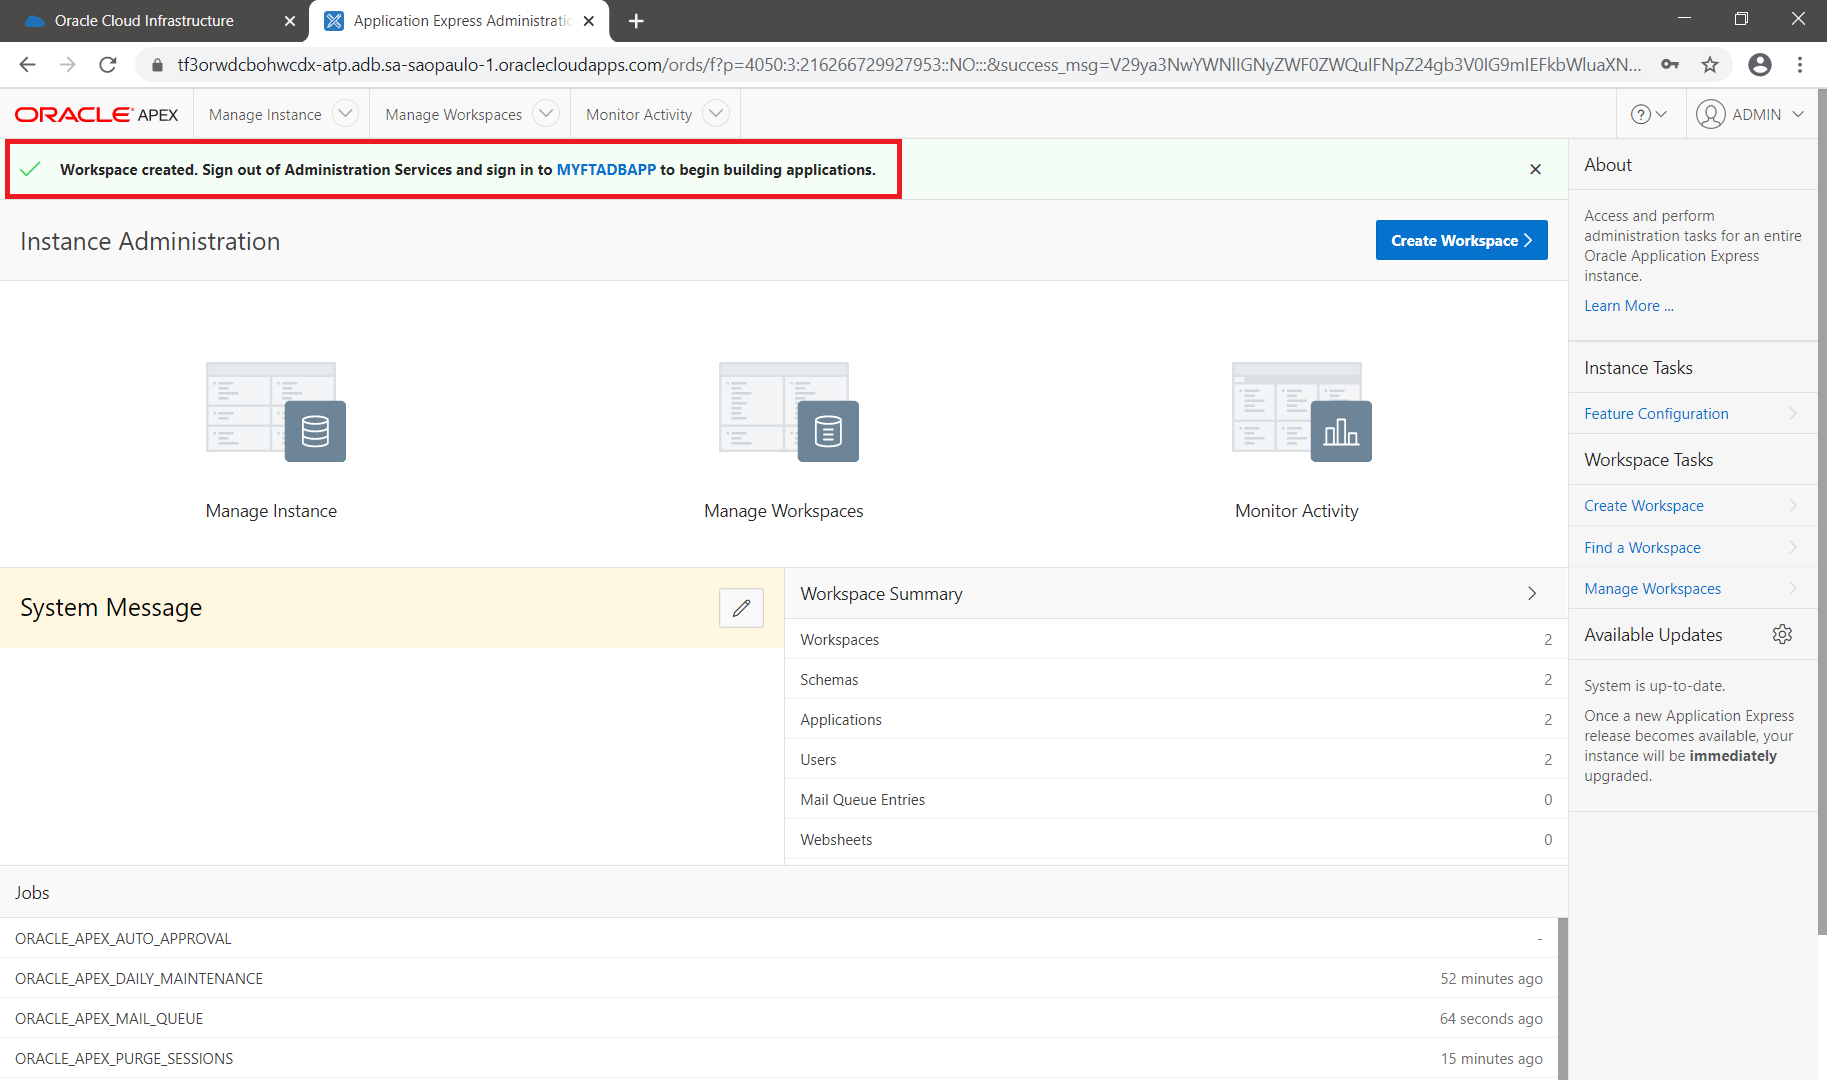 Oracle Cloud Infrastructure
Application Express Administratio
tf3orwdcbohwcdx-atp.adb.sa-saopaulo-1.oraclecloudapps.com/ords/f?p=4050:3:216266729927953::NO:::&success_msg=V29ya3NwYWNlIGNyZWF0ZWQuIFNpZ24gb3V0IG9mIEFkbWluaXN...
ORACLE APEX
Manage Instance
Manage Workspaces
Monitor Activity
ADMIN
Workspace created. Sign out of Administration Services and sign in to MYFTADBAPP to begin building applications.
Instance Administration
Create Workspace
Manage Instance
Manage Workspaces
Monitor Activity
System Message
Workspace Summary
Workspaces 2
Schemas 2
Applications 2
Users 2
Mail Queue Entries 0
Websheets 0
Jobs
ORACLE_APEX_AUTO_APPROVAL -
ORACLE_APEX_DAILY_MAINTENANCE 52 minutes ago
ORACLE_APEX_MAIL_QUEUE 64 seconds ago
ORACLE_APEX_PURGE_SESSIONS 15 minutes ago
About
Access and perform
administration tasks for an entire
Oracle Application Express
instance.
Learn More ...
Instance Tasks
Feature Configuration
Workspace Tasks
Create Workspace
Find a Workspace
Manage Workspaces
Available Updates
System is up-to-date.
Once a new Application Express
release becomes available, your
instance will be immediately
upgraded.